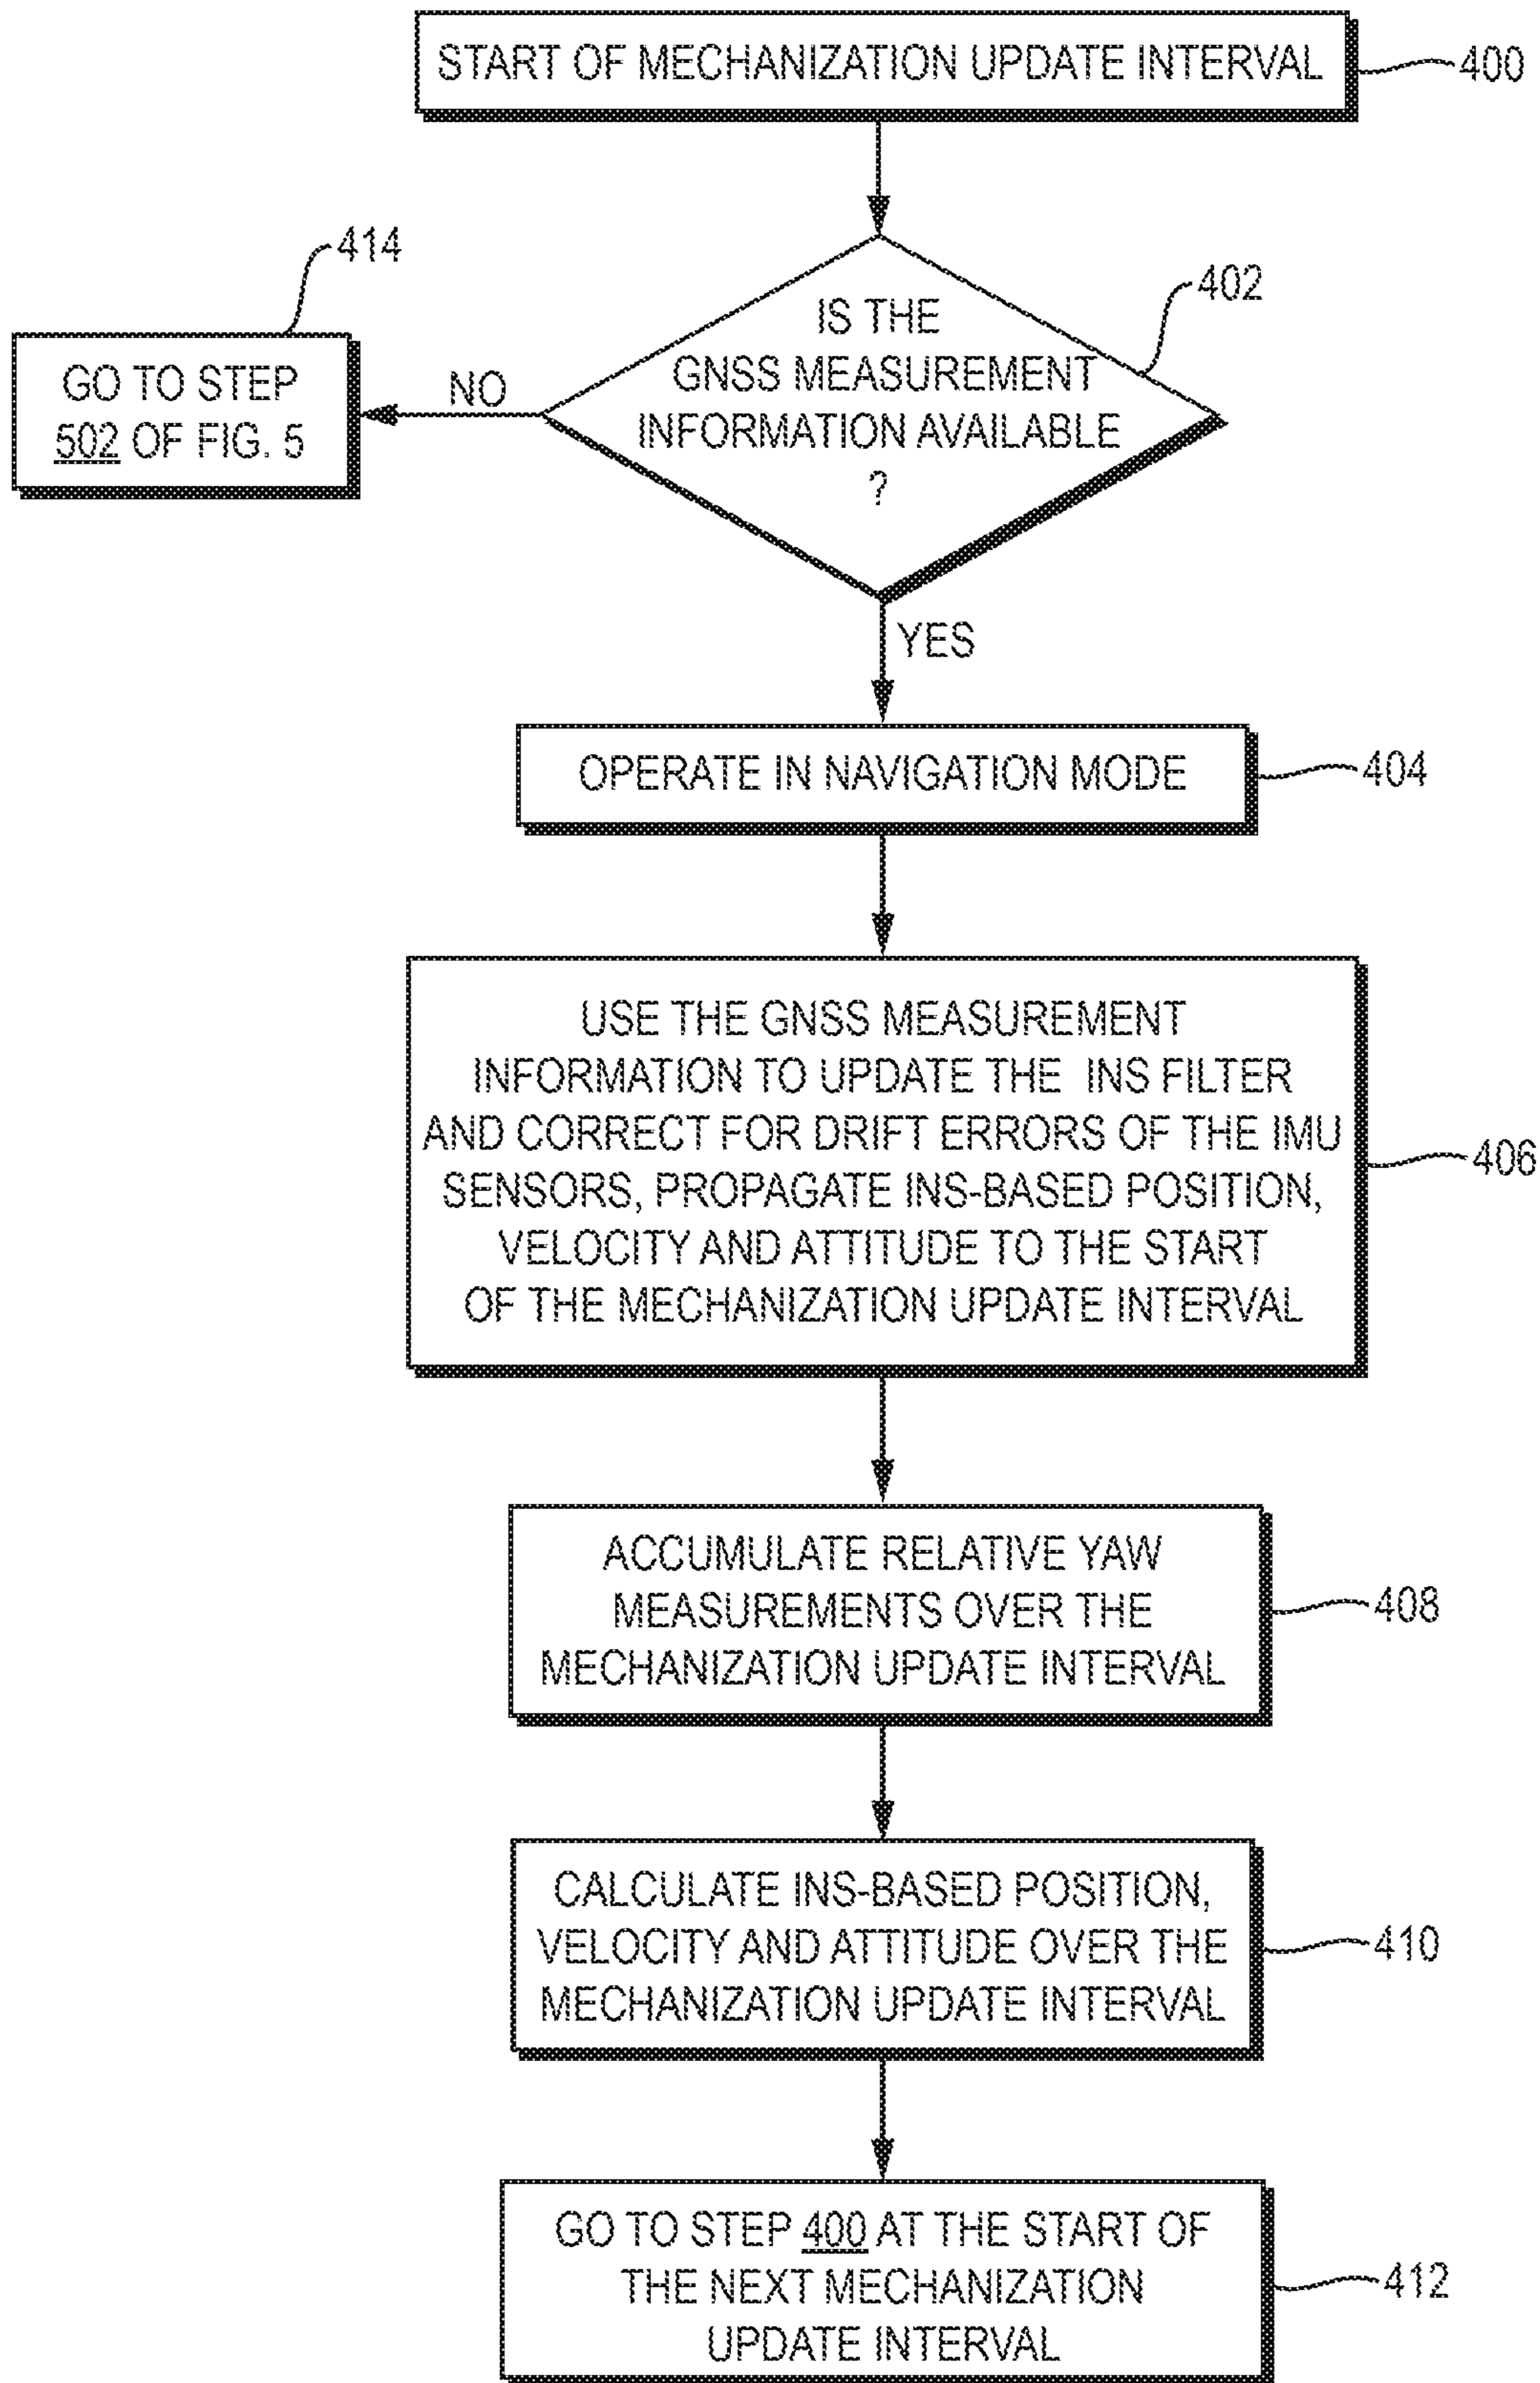 START OF MECHANIZATION UPDATE INTERVAL
400
414
402
IS THE
GNSS MEASUREMENT
INFORMATION AVAILABLE
?
GO TO STEP
502 OF FIG. 5
NO
YES
OPERATE IN NAVIGATION MODE
404
USE THE GNSS MEASUREMENT
INFORMATION TO UPDATE THE INS FILTER
AND CORRECT FOR DRIFT ERRORS OF THE IMU
SENSORS, PROPAGATE INS-BASED POSITION,
VELOCITY AND ATTITUDE TO THE START
OF THE MECHANIZATION UPDATE INTERVAL
406
ACCUMULATE RELATIVE YAW
MEASUREMENTS OVER THE
MECHANIZATION UPDATE INTERVAL
408
CALCULATE INS-BASED POSITION,
VELOCITY AND ATTITUDE OVER THE
MECHANIZATION UPDATE INTERVAL
410
GO TO STEP 400 AT THE START OF
THE NEXT MECHANIZATION
UPDATE INTERVAL
412